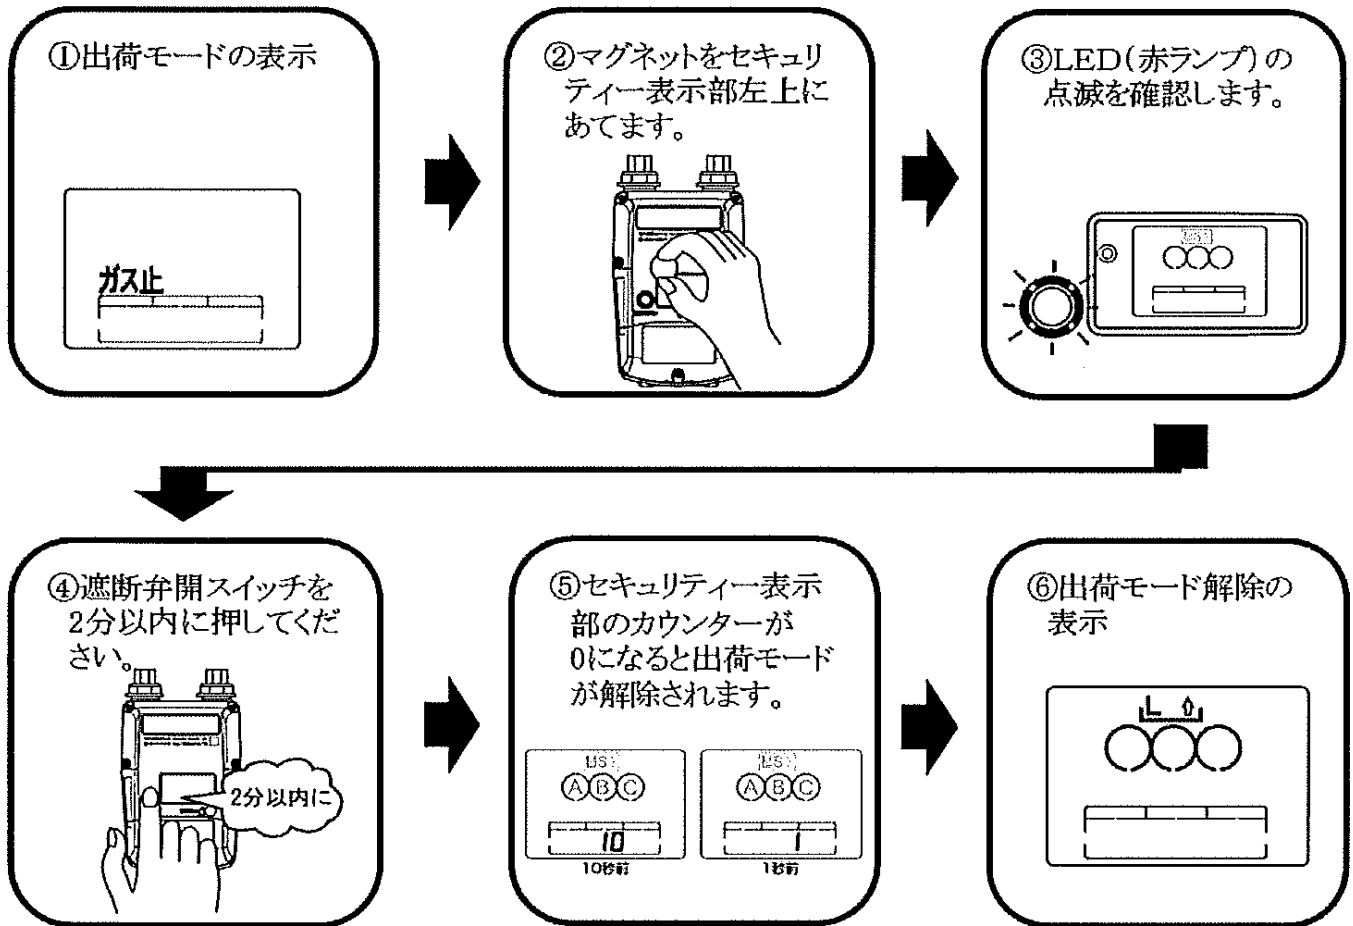 ①出荷モードの表示
ガス止
②マグネットをセキュリ
ティー表示部左上に
あてます。
③LED(赤ランプ)の
点滅を確認します。
④遮断弁開スイッチを
2分以内に押してくだ
さい。
2分以内に
⑤セキュリティー表示
部のカウンターが
0になると出荷モード
が解除されます。
ABC
10
10秒前
ABC
1
1秒前
⑥出荷モード解除の
表示
L